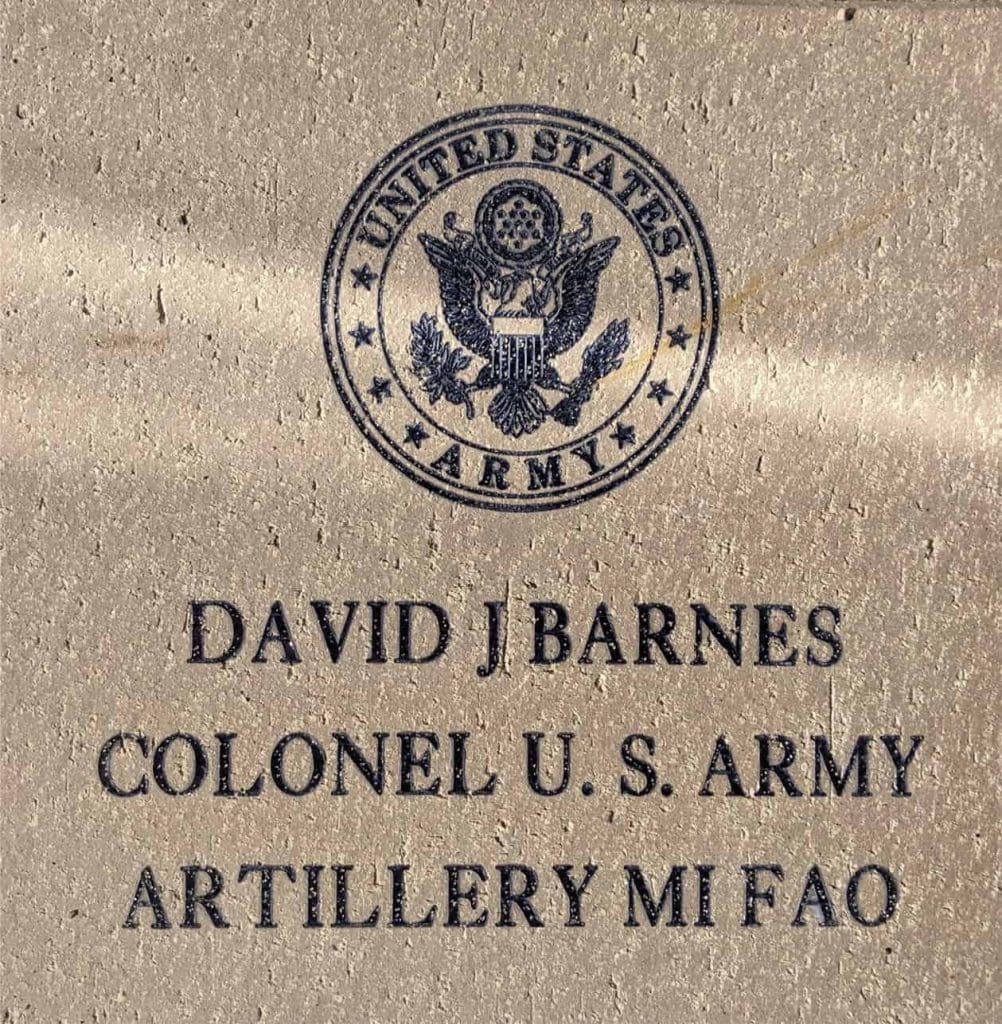 UNITED STATES
ARMY
DAVID J BARNES
COLONEL U. S. ARMY
ARTILLERY MI FAO